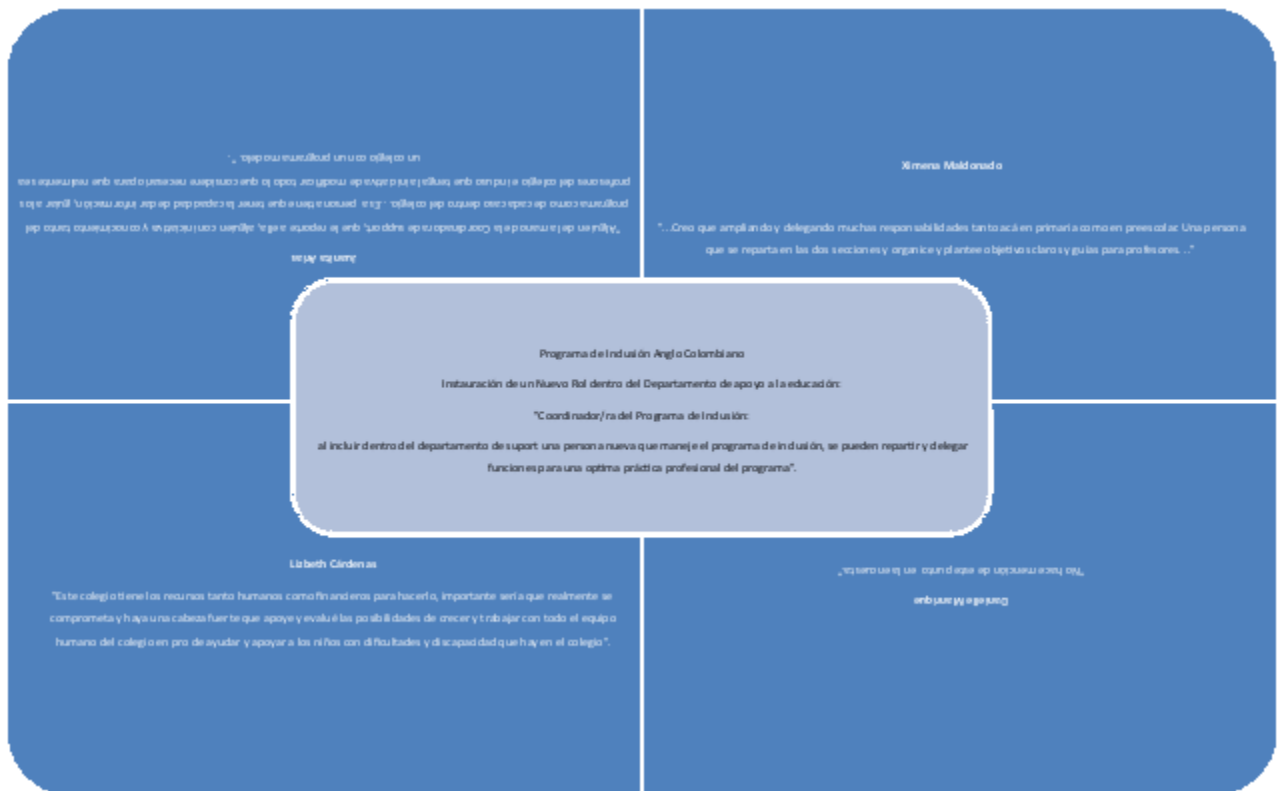 Juanita Arias
"Alguien de la mano de la Coordinadora de support, que le reporte a ella, alguien con iniciativa y conocimiento tanto del
programa como de cada caso dentro del colegio. ..Esa persona tiene que tener la capacidad de dar información, guiar a los
profesores del colegio e incluso que tenga la iniciativa de modificar todo lo que considere necesario para que realmente sea
un colegio con un programa modelo. ".
Ximena Maldonado
"...Creo que ampliando y delegando muchas responsabilidades tanto acá en primaria como en preescolar. Una persona
que se reparta en las dos secciones y organice y plantee objetivos claros y guías para profesores. .."
Programa de Inclusión Anglo Colombiano
Instauración de un Nuevo Rol dentro del Departamento de apoyo a la educación:
"Coordinador/ra del Programa de Inclusión:
al incluir dentro del departamento de suport una persona nueva que maneje el programa de inclusión, se pueden repartir y delegar
funciones para una optima práctica profesional del programa".
Lizbeth Cárdenas
"Este colegio tiene los recursos tanto humanos como financieros para hacerlo, importante sería que realmente se
comprometa y haya una cabeza fuerte que apoye y evalué las posibilidades de crecer y trabajar con todo el equipo
humano del colegio en pro de ayudar y apoyar a los niños con dificultades y discapacidad que hay en el colegio".
Danielle Manrique
"No hace mención de este punto en la encuesta."